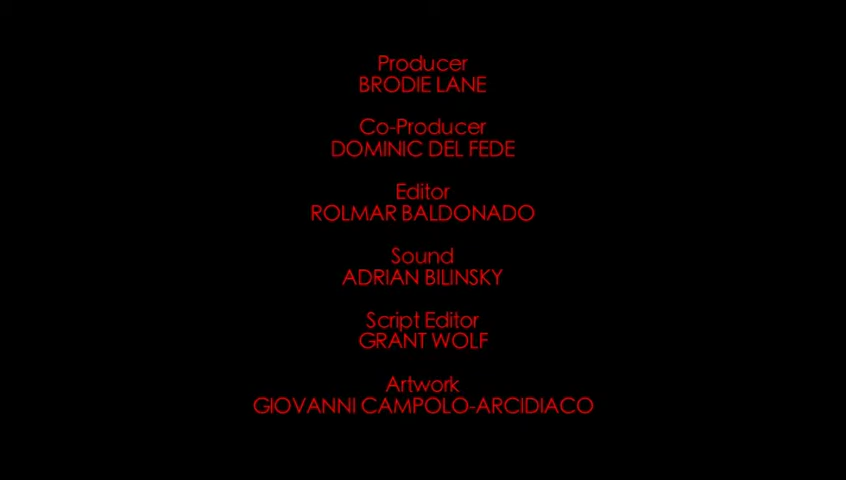 Producer
BRODIE LANE
Co-Producer
DOMINIC DEL FEDE
Editor
ROLMAR BALDONADO
Sound
ADRIAN BILINSKY
Script Editor
GRANT WOLF
Artwork
GIOVANNI CAMPOLO-ARCIDIACO